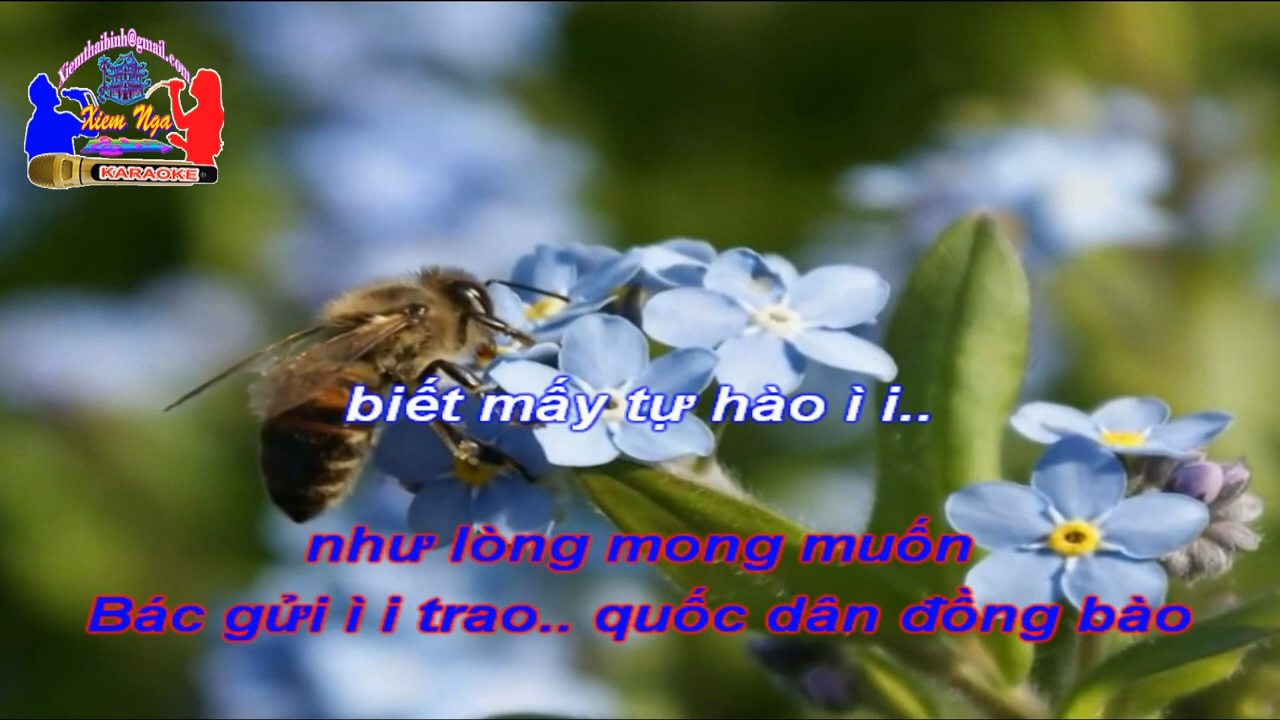 Xiemthaibinh@gmail.com
Xiem Nga
KARAOKE
biết mấy tự hào ì i..
như lòng mong muốn
Bác gửi ì i trao.. quốc dân đồng bào